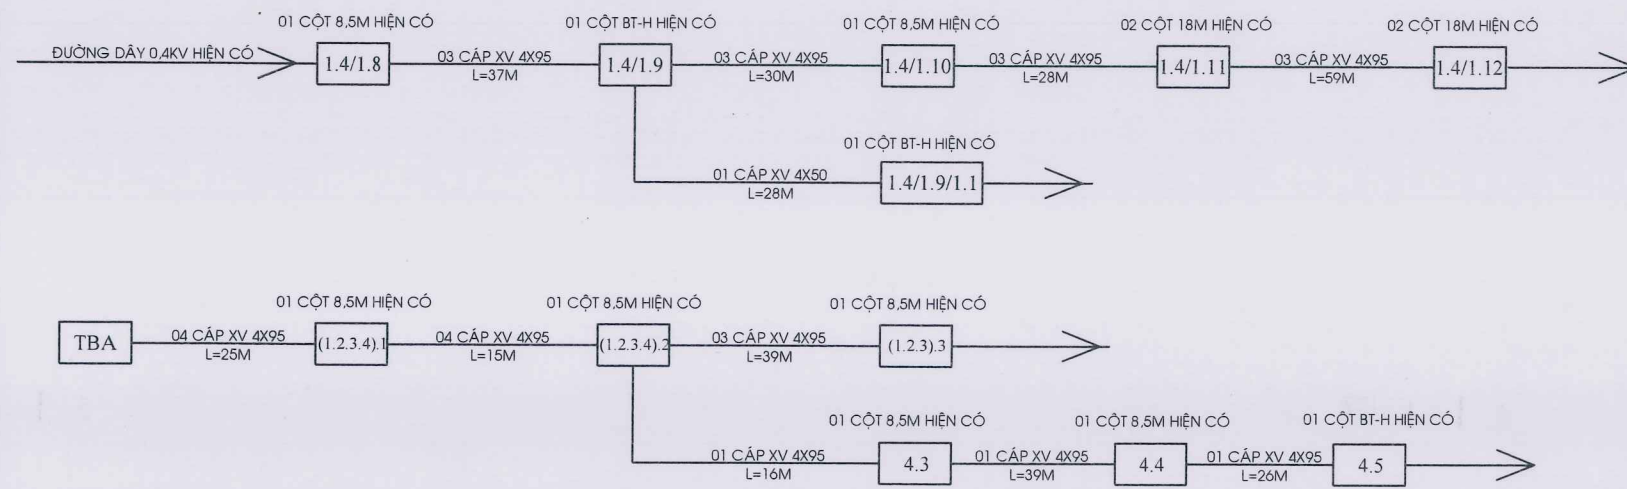 01 CỘT 8,5M HIỆN CÓ
01 CỘT BT-H HIỆN CÓ
01 CỘT 8,5M HIỆN CÓ
02 CỘT 18M HIỆN CÓ
02 CỘT 18M HIỆN CÓ
ĐƯỜNG DÂY 0,4KV HIỆN CÓ
1.4/1.8
03 CÁP XV 4X95
L=37M
1.4/1.9
03 CÁP XV 4X95
L=30M
1.4/1.10
03 CÁP XV 4X95
L=28M
1.4/1.11
03 CÁP XV 4X95
L=59M
1.4/1.12
01 CỘT BT-H HIỆN CÓ
01 CÁP XV 4X50
L=28M
1.4/1.9/1.1
01 CỘT 8,5M HIỆN CÓ
01 CỘT 8,5M HIỆN CÓ
01 CỘT 8,5M HIỆN CÓ
TBA
04 CÁP XV 4X95
L=25M
(1.2.3.4).1
04 CÁP XV 4X95
L=15M
(1.2.3.4).2
03 CÁP XV 4X95
L=39M
(1.2.3).3
01 CỘT 8,5M HIỆN CÓ
01 CỘT 8,5M HIỆN CÓ
01 CỘT BT-H HIỆN CÓ
01 CÁP XV 4X95
L=16M
4.3
01 CÁP XV 4X95
L=39M
4.4
01 CÁP XV 4X95
L=26M
4.5